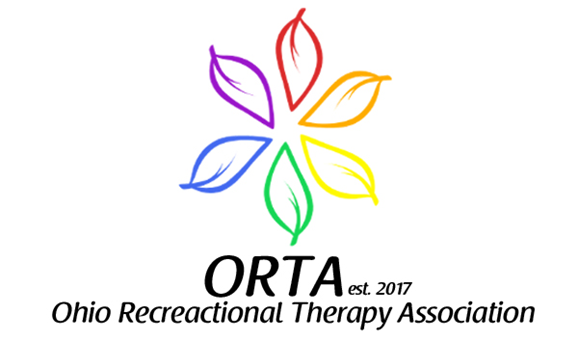 ORTA est. 2017
Ohio Recreactional Therapy Association